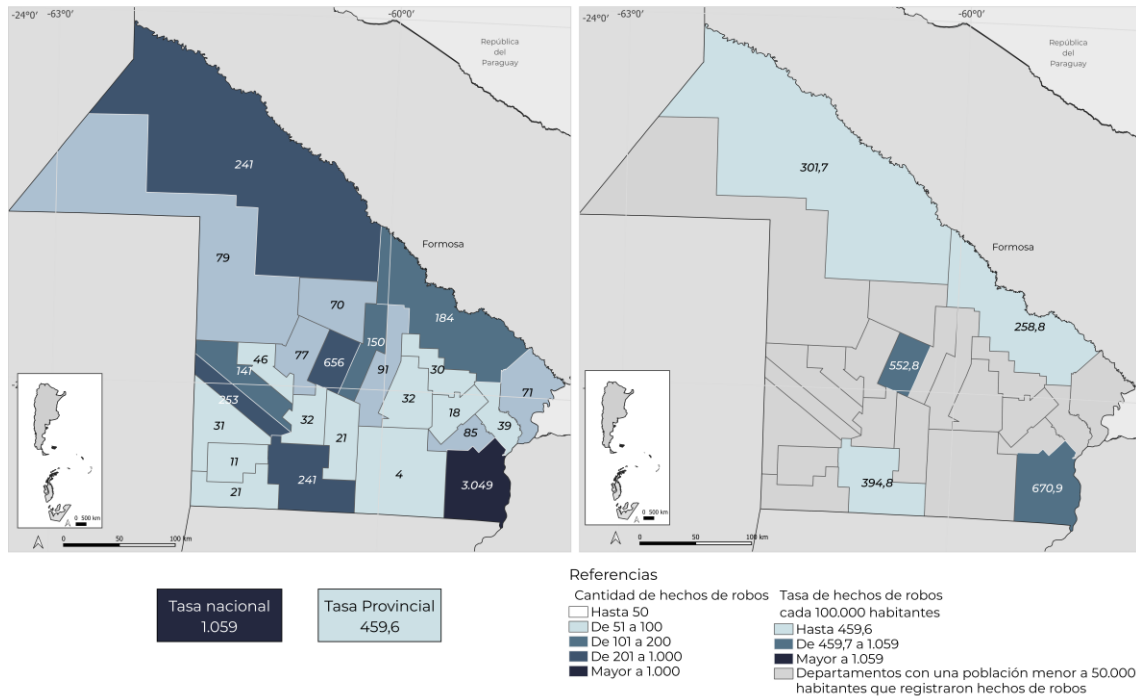 -24°0'
-63°0'
-60°0'
República
del
Paraguay
241
Formosa
79
70
184
150
77
656
46
141
91
30
71
253
32
18
31
32
21
39
85
11
241
4
3.049
21
0 500 km
0 50 100 km
-24°0'
-63°0'
-60°0'
República
del
Paraguay
301,7
Formosa
258,8
552,8
394,8
670,9
0 500 km
0 50 100 km
Tasa nacional
1.059
Tasa Provincial
459,6
Referencias
Cantidad de hechos de robos
Hasta 50
De 51 a 100
De 101 a 200
De 201 a 1.000
Mayor a 1.000
Tasa de hechos de robos
cada 100.000 habitantes
Hasta 459,6
De 459,7 a 1.059
Mayor a 1.059
Departamentos con una población menor a 50.000
habitantes que registraron hechos de robos